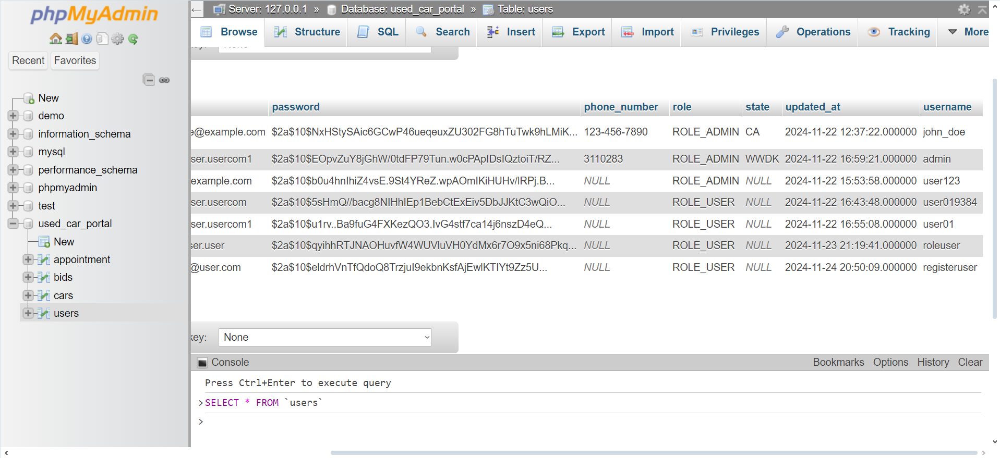 phpMyAdmin
Recent Favorites
New
demo
information_schema
mysql
performance_schema
phpmyadmin
test
used_car_portal
New
appointment
bids
cars
users
← Server: 127.0.0.1 » Database: used_car_portal » Table: users
Browse Structure SQL Search Insert Export Import Privileges Operations Tracking More
password phone_number role state updated_at username
e@example.com $2a$10$NxHStySAic6GCwP46ueqeuxZU302FG8hTuTwk9hLMiK... 123-456-7890 ROLE_ADMIN CA 2024-11-22 12:37:22.000000 john_doe
ser.usercom1 $2a$10$EOpvZuY8jGhW/0tdFP79Tun.w0cPApIDsIQztoiT/RZ... 3110283 ROLE_ADMIN WWDK 2024-11-22 16:59:21.000000 admin
example.com $2a$10$b0u4hnIhiZ4vsE.9St4YReZ.wpAOmIKiHUHv/lRPj.B... NULL ROLE_ADMIN NULL 2024-11-22 15:53:58.000000 user123
ser.usercom $2a$10$5sHmQ//bacg8NIHhIEp1BebCtExEiv5DbJJKtC3wQiO... NULL ROLE_USER NULL 2024-11-22 16:43:48.000000 user019384
ser.usercom1 $2a$10$u1rv..Ba9fuG4FXKezQO3.IvG4stf7ca14j6nszD4eQ... NULL ROLE_USER NULL 2024-11-22 16:55:08.000000 user01
ser.user $2a$10$qyihhRTJNAOHuvfW4WUVluVH0YdMx6r7O9x5ni68Pkq... NULL ROLE_USER NULL 2024-11-23 21:19:41.000000 roleuser
@user.com $2a$10$eldrhVnTfQdoQ8TrzjuI9ekbnKsfAjEwlKTIYt9Zz5U... NULL ROLE_USER NULL 2024-11-24 20:50:09.000000 registeruser
key: None
Console Bookmarks Options History Clear
Press Ctrl+Enter to execute query
>SELECT * FROM `users`
>